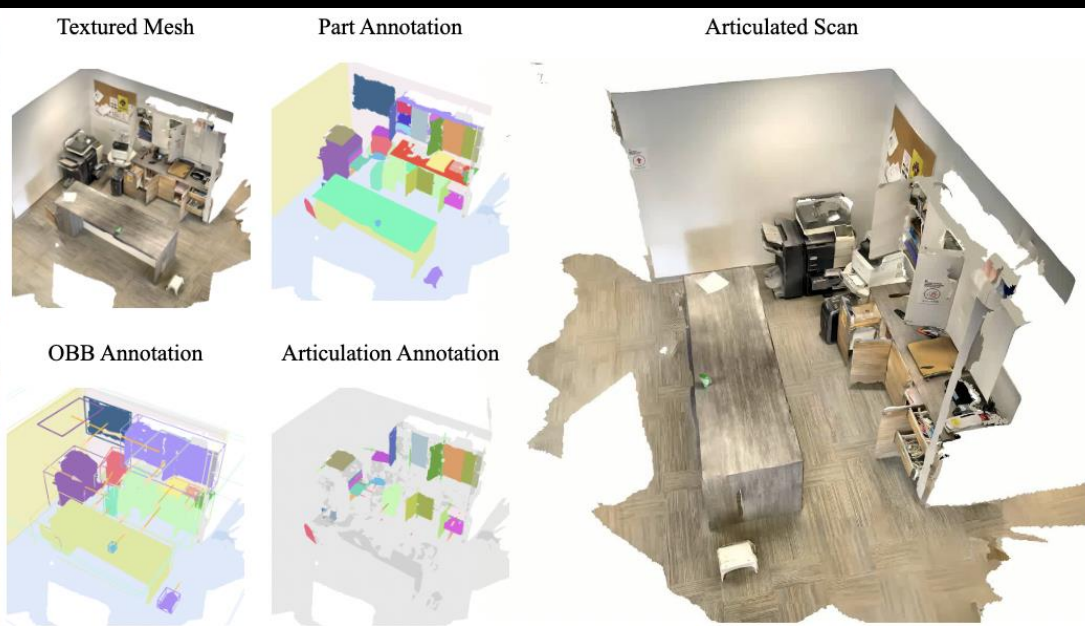 Textured Mesh
Part Annotation
Articulated Scan
OBB Annotation
Articulation Annotation